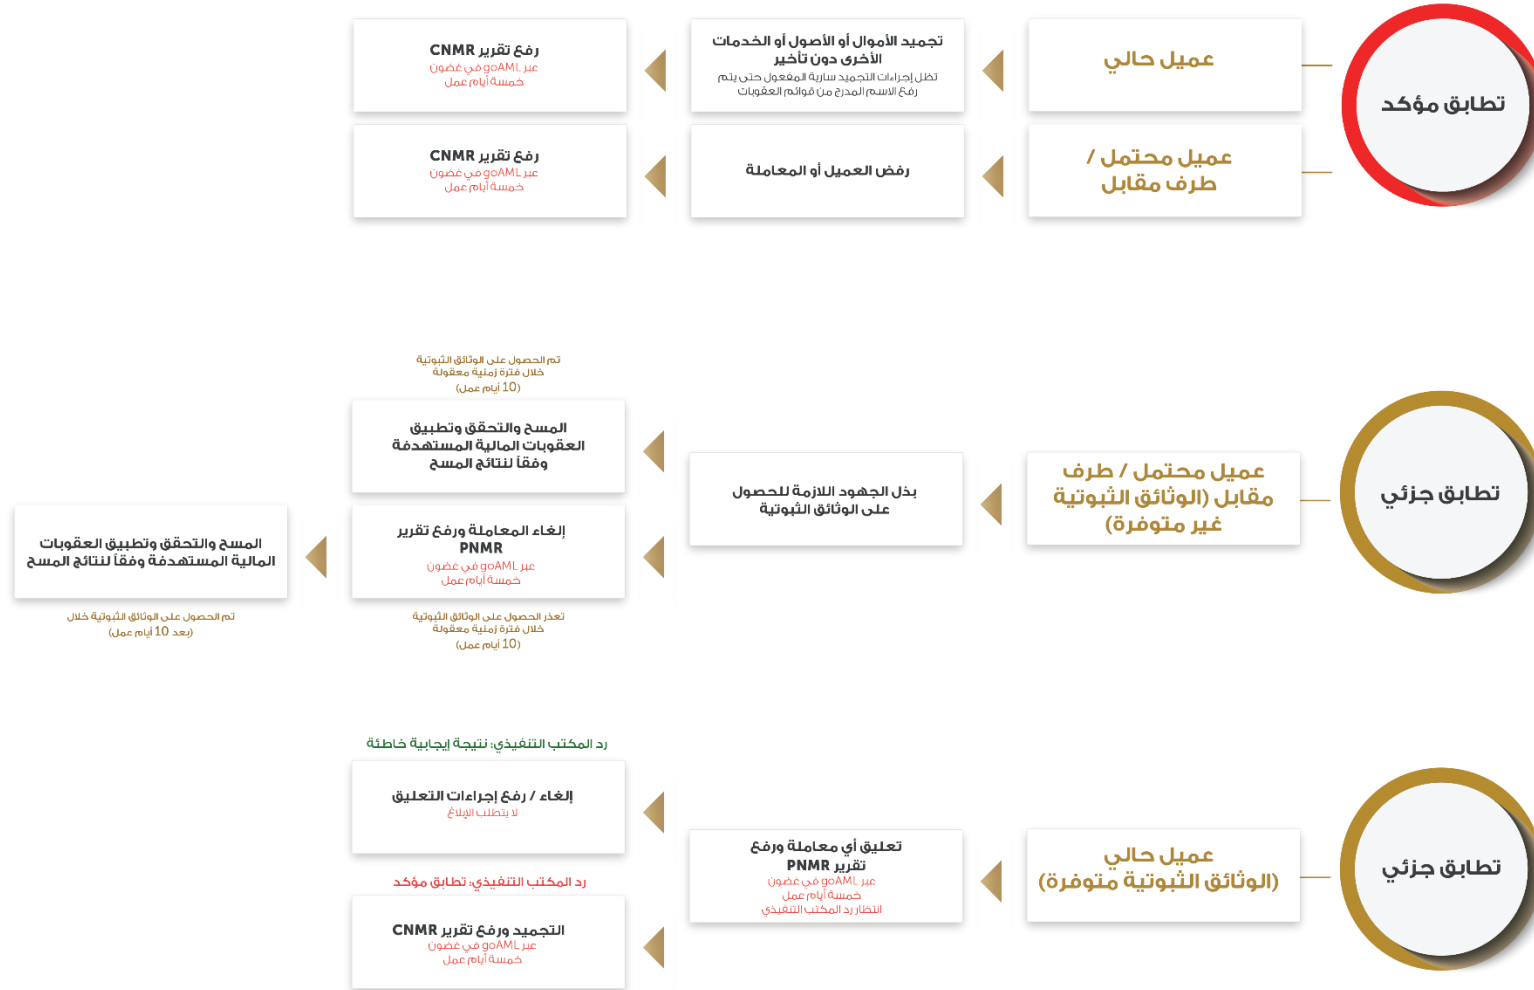 تطابق مؤكد
عميل حالي
تجميد الأموال أو الأصول أو الخدمات
الأخرى دون تأخير
تظل إجراءات التجميد سارية المفعول حتى يتم
رفع الاسم المدرج من قوائم العقوبات
رفع تقرير CNMR
عبر goAML في غضون
خمسة أيام عمل
عميل محتمل /
طرف مقابل
رفض العميل أو المعاملة
رفع تقرير CNMR
عبر goAML في غضون
خمسة أيام عمل
تطابق جزئي
عميل محتمل / طرف
مقابل (الوثائق الثبوتية
غير متوفرة)
بذل الجهود اللازمة للحصول
على الوثائق الثبوتية
تم الحصول على الوثائق الثبوتية
خلال فترة زمنية معقولة
(10 أيام عمل)
المسح والتحقق وتطبيق
العقوبات المالية المستهدفة
وفقاً لنتائج المسح
إلغاء المعاملة ورفع تقرير
PNMR
عبر goAML في غضون
خمسة أيام عمل
تعذر الحصول على الوثائق الثبوتية
خلال فترة زمنية معقولة
(10 أيام عمل)
المسح والتحقق وتطبيق العقوبات
المالية المستهدفة وفقاً لنتائج المسح
تم الحصول على الوثائق الثبوتية خلال
(بعد 10 أيام عمل)
تطابق جزئي
عميل حالي
(الوثائق الثبوتية متوفرة)
تعليق أي معاملة ورفع
تقرير PNMR
عبر goAML في غضون
خمسة أيام عمل
انتظار رد المكتب التنفيذي
رد المكتب التنفيذي: نتيجة إيجابية خاطئة
إلغاء / رفع إجراءات التعليق
لا يتطلب الإبلاغ
رد المكتب التنفيذي: تطابق مؤكد
التجميد ورفع تقرير CNMR
عبر goAML في غضون
خمسة أيام عمل